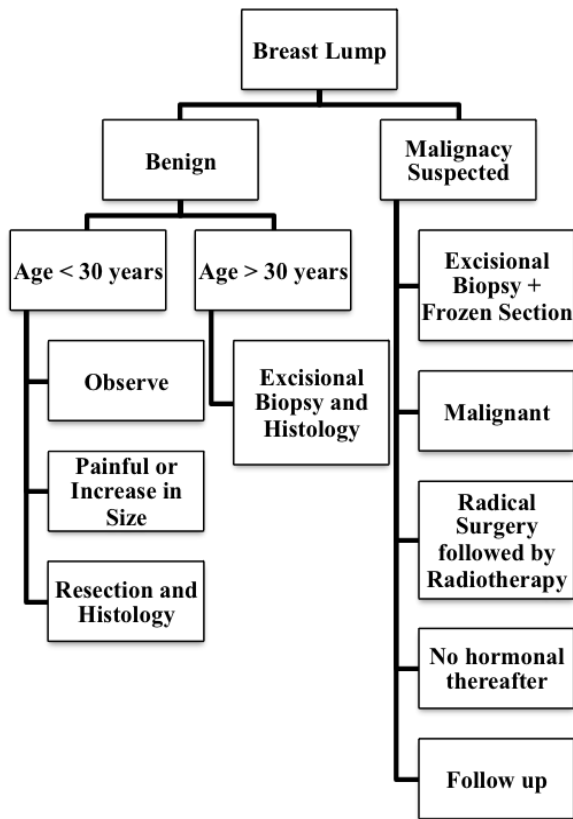 Breast Lump
Benign
Malignacy
Suspected
Age < 30 years
Age > 30 years
Observe
Painful or
Increase in
Size
Resection and
Histology
Excisional
Biopsy and
Histology
Excisional
Biopsy +
Frozen Section
Malignant
Radical
Surgery
followed by
Radiotherapy
No hormonal
thereafter
Follow up